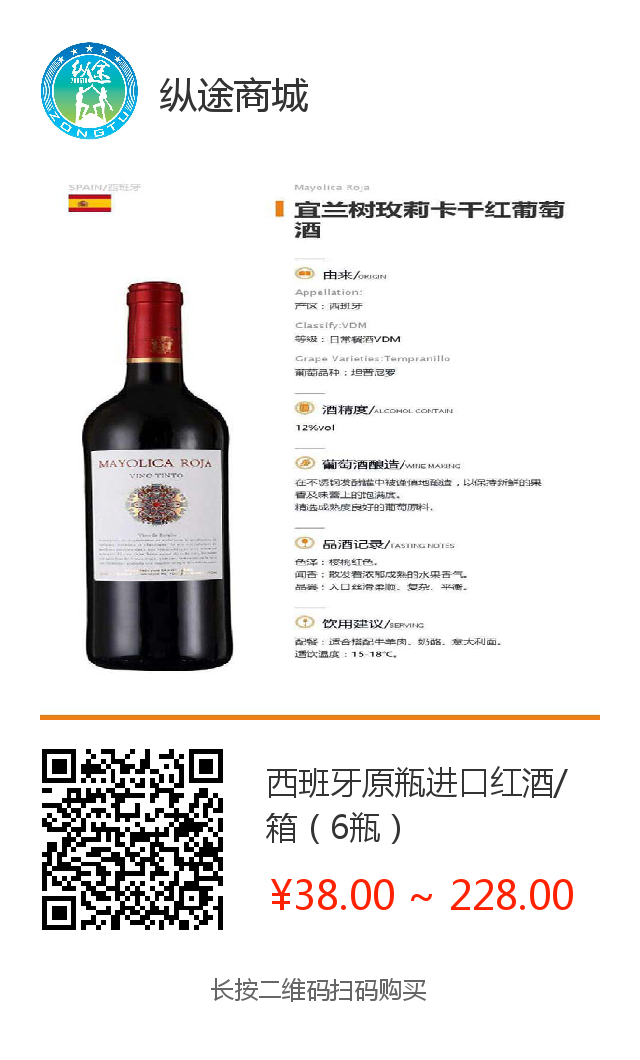 纵途
ZONGTU
ZONGTU
纵途商城
SPAIN/西班牙
Mayolica Roja
宜兰树玫莉卡干红葡萄
酒
由来/ORIGIN
Appellation:
产区：西班牙
Classify:VDM
等级：日常餐酒VDM
Grape Varieties:Tempranillo
葡萄品种：坦普尼罗
酒精度/ALCOHOL CONTAIN
12%vol
葡萄酒酿造/WINE MAKING
在不锈钢发酵罐中被谨慎地酿造，以保持新鲜的果
香及味蕾上的饱满度。
精选成熟度良好的葡萄原料。
品酒记录/TASTING NOTES
色泽：樱桃红色。
闻香：散发着浓郁成熟的水果香气。
品尝：入口丝滑柔顺、复杂、平衡。
饮用建议/SERVING
配餐：适合搭配牛羊肉、奶酪、意大利面。
适饮温度：15-18℃。
MAYOLICA ROJA
VINO TINTO
西班牙原瓶进口红酒/
箱（6瓶）
¥38.00 ~ 228.00
长按二维码扫码购买